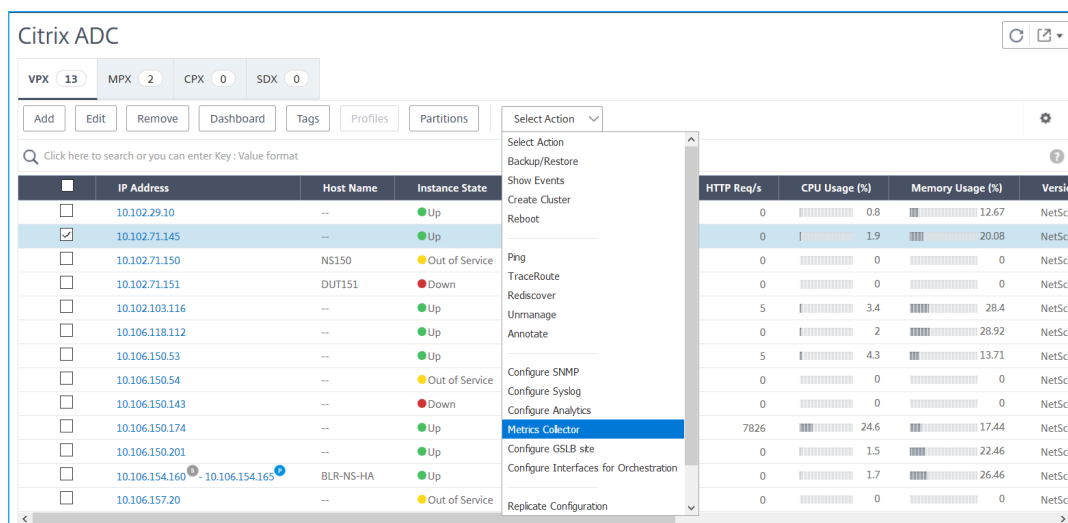 Citrix ADC
VPX 13 MPX 2 CPX 0 SDX 0
Add Edit Remove Dashboard Tags Profiles Partitions Select Action
Click here to search or you can enter Key : Value format
IP Address Host Name Instance State HTTP Req/s CPU Usage (%) Memory Usage (%) Versi
10.102.29.10 -- Up 0 0.8 12.67 NetSc
10.102.71.145 -- Up 0 1.9 20.08 NetSc
10.102.71.150 NS150 Out of Service 0 0 0 NetSc
10.102.71.151 DUT151 Down 0 0 0 NetSc
10.102.103.116 -- Up 5 3.4 28.4 NetSc
10.106.118.112 -- Up 0 2 28.92 NetSc
10.106.150.53 -- Up 5 4.3 13.71 NetSc
10.106.150.54 -- Out of Service 0 0 0 NetSc
10.106.150.143 -- Down 0 0 0 NetSc
10.106.150.174 -- Up 7826 24.6 17.44 NetSc
10.106.150.201 -- Up 0 1.5 22.46 NetSc
10.106.154.160 S - 10.106.154.165 P BLR-NS-HA Up 0 1.7 26.46 NetSc
10.106.157.20 -- Out of Service 0 0 0 NetSc
Select Action
Backup/Restore
Show Events
Create Cluster
Reboot
Ping
TraceRoute
Rediscover
Unmanage
Annotate
Configure SNMP
Configure Syslog
Configure Analytics
Metrics Collector
Configure GSLB site
Configure Interfaces for Orchestration
Replicate Configuration